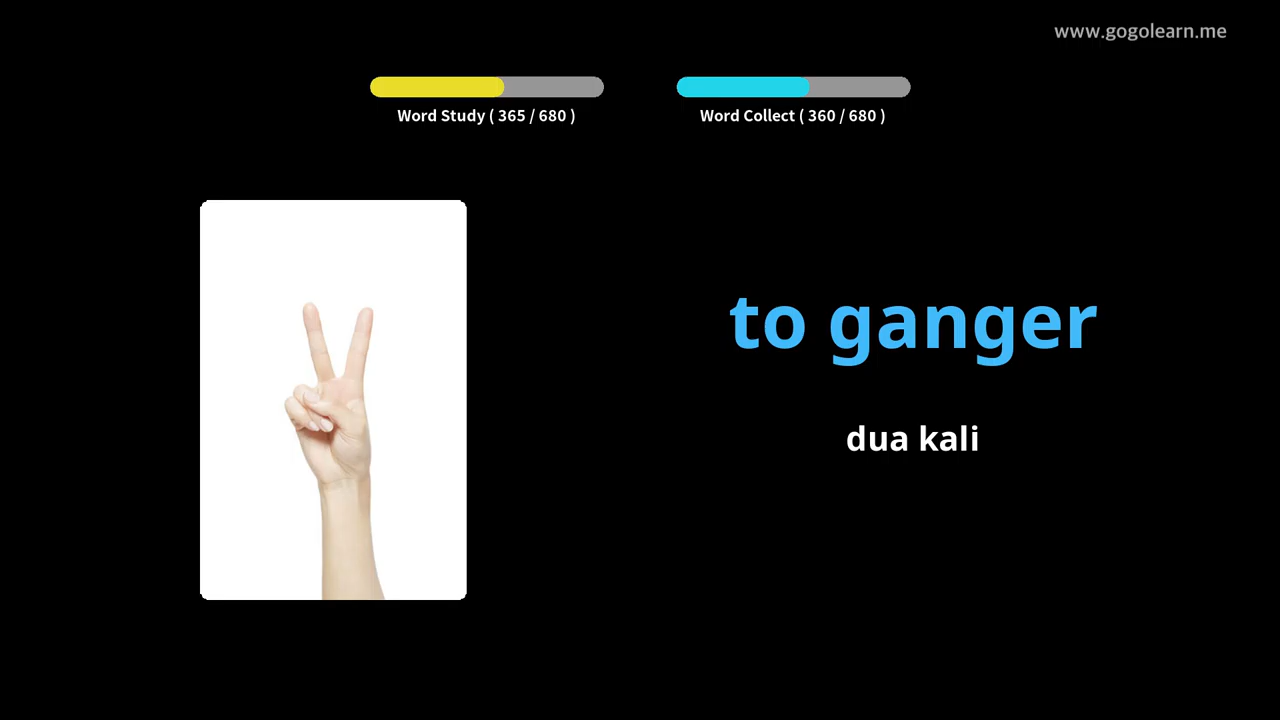 www.gogolearn.me
Word Study ( 365 / 680 )
Word Collect ( 360 / 680 )
to ganger
dua kali